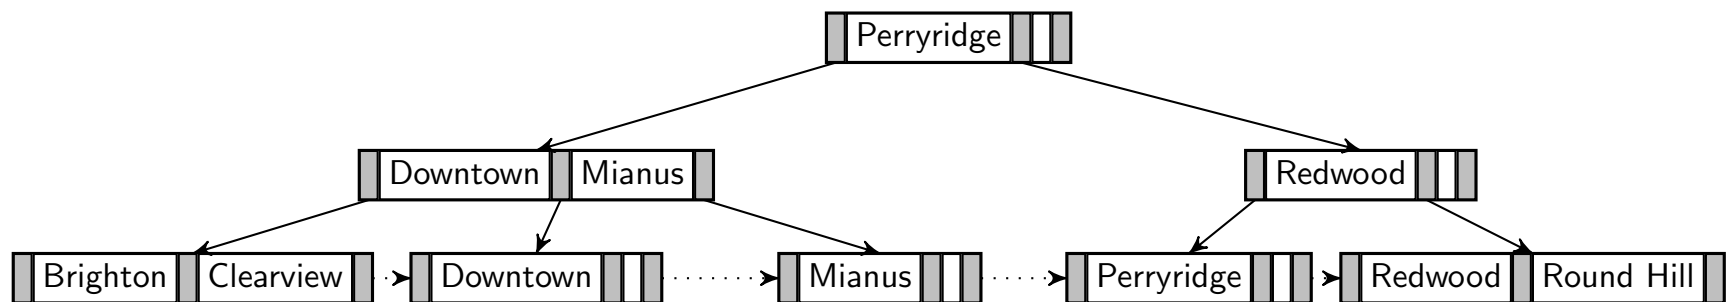 Perryridge
Downtown Mianus Redwood
Brighton Clearview Downtown Mianus Perryridge Redwood Round Hill